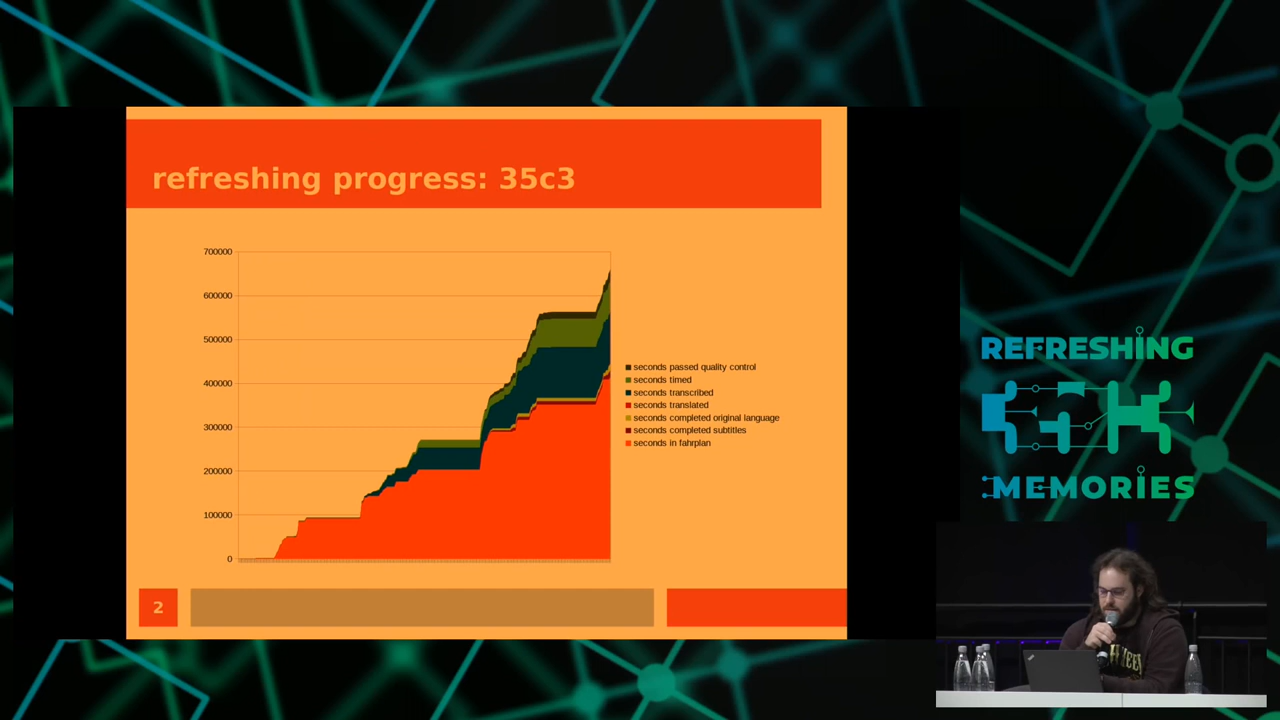 refreshing progress: 35c3
700000
600000
500000
400000
300000
200000
100000
0
seconds passed quality control
seconds timed
seconds transcribed
seconds translated
seconds completed original language
seconds completed subtitles
seconds in fahrplan
2
REFRESHING
MEMORIES